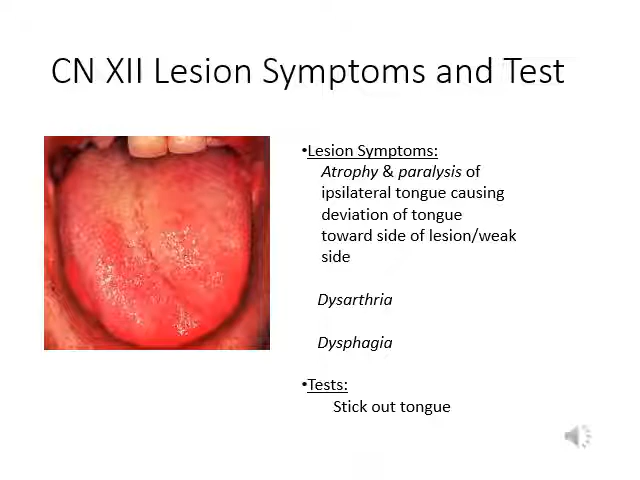 CN XII Lesion Symptoms and Test
•Lesion Symptoms:
Atrophy & paralysis of
ipsilateral tongue causing
deviation of tongue
toward side of lesion/weak
side
Dysarthria
Dysphagia
•Tests:
Stick out tongue